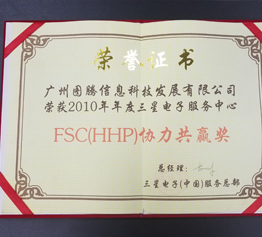 荣誉证书
广州图腾信息科技发展有限公司
荣获2010年年度三星电子服务中心
FSC(HHP)协力共赢奖
总经理：
三星电子(中国)服务总部